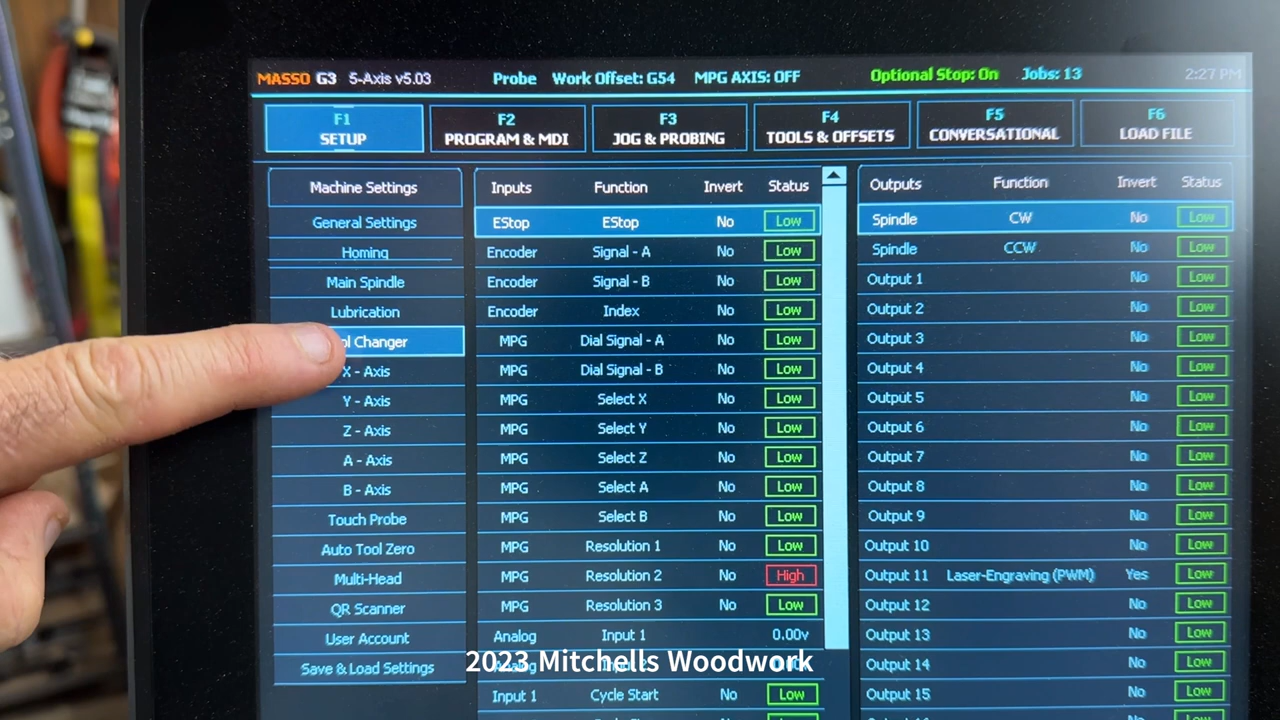 MASSO G3 5-Axis v5.03 Probe Work Offset: G54 MPG AXIS: OFF Optional Stop: On Jobs: 13 2:27 PM
F1 SETUP
F2 PROGRAM & MDI
F3 JOG & PROBING
F4 TOOLS & OFFSETS
F5 CONVERSATIONAL
F6 LOAD FILE
Machine Settings
General Settings
Homing
Main Spindle
Lubrication
Changer
X - Axis
Y - Axis
Z - Axis
A - Axis
B - Axis
Touch Probe
Auto Tool Zero
Multi-Head
QR Scanner
User Account
Save & Load Settings
Inputs Function Invert Status
EStop EStop No Low
Encoder Signal - A No Low
Encoder Signal - B No Low
Encoder Index No Low
MPG Dial Signal - A No Low
MPG Dial Signal - B No Low
MPG Select X No Low
MPG Select Y No Low
MPG Select Z No Low
MPG Select A No Low
MPG Select B No Low
MPG Resolution 1 No Low
MPG Resolution 2 No High
MPG Resolution 3 No Low
Analog Input 1 0.00v
Input 1 Cycle Start No Low
Outputs Function Invert Status
Spindle CW No Low
Spindle CCW No Low
Output 1 No Low
Output 2 No Low
Output 3 No Low
Output 4 No Low
Output 5 No Low
Output 6 No Low
Output 7 No Low
Output 8 No Low
Output 9 No Low
Output 10 No Low
Output 11 Laser-Engraving (PWM) Yes Low
Output 12 No Low
Output 13 No Low
Output 14 No Low
Output 15 No Low
2023 Mitchells Woodwork